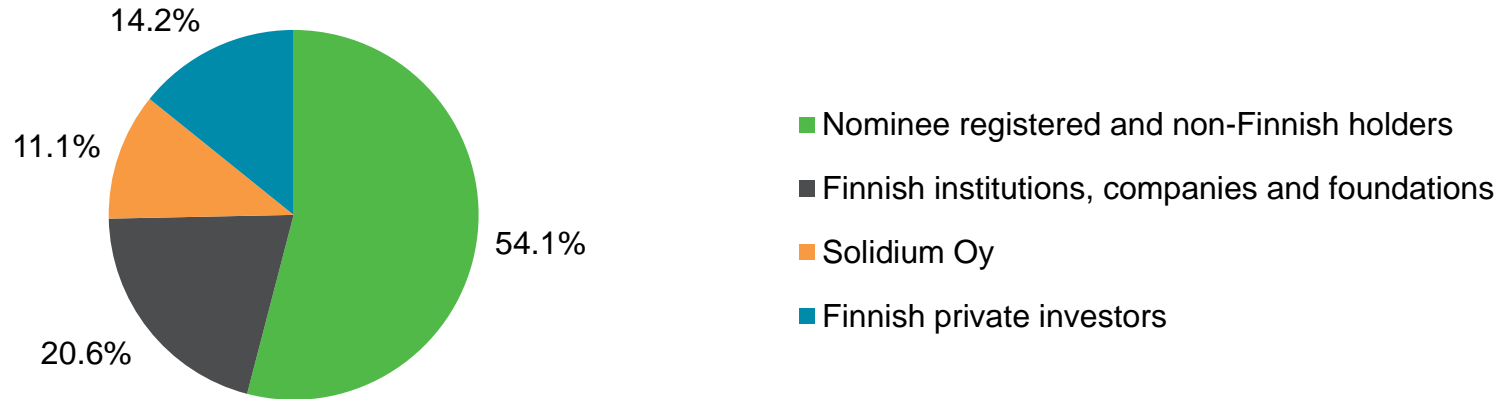 14.2%
11.1%
20.6%
54.1%
Nominee registered and non-Finnish holders
Finnish institutions, companies and foundations
Solidium Oy
Finnish private investors